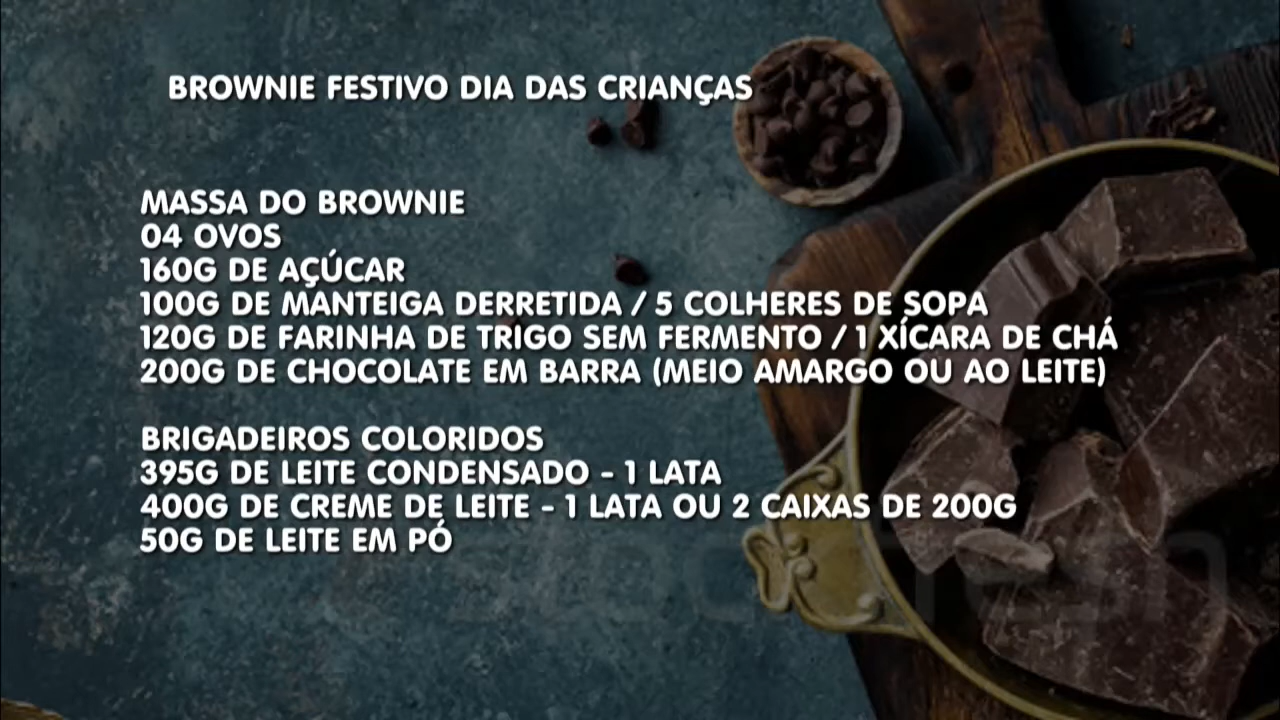 BROWNIE FESTIVO DIA DAS CRIANÇAS
MASSA DO BROWNIE
04 OVOS
160G DE AÇÚCAR
100G DE MANTEIGA DERRETIDA / 5 COLHERES DE SOPA
120G DE FARINHA DE TRIGO SEM FERMENTO / 1 XÍCARA DE CHÁ
200G DE CHOCOLATE EM BARRA (MEIO AMARGO OU AO LEITE)
BRIGADEIROS COLORIDOS
395G DE LEITE CONDENSADO - 1 LATA
400G DE CREME DE LEITE - 1 LATA OU 2 CAIXAS DE 200G
50G DE LEITE EM PÓ